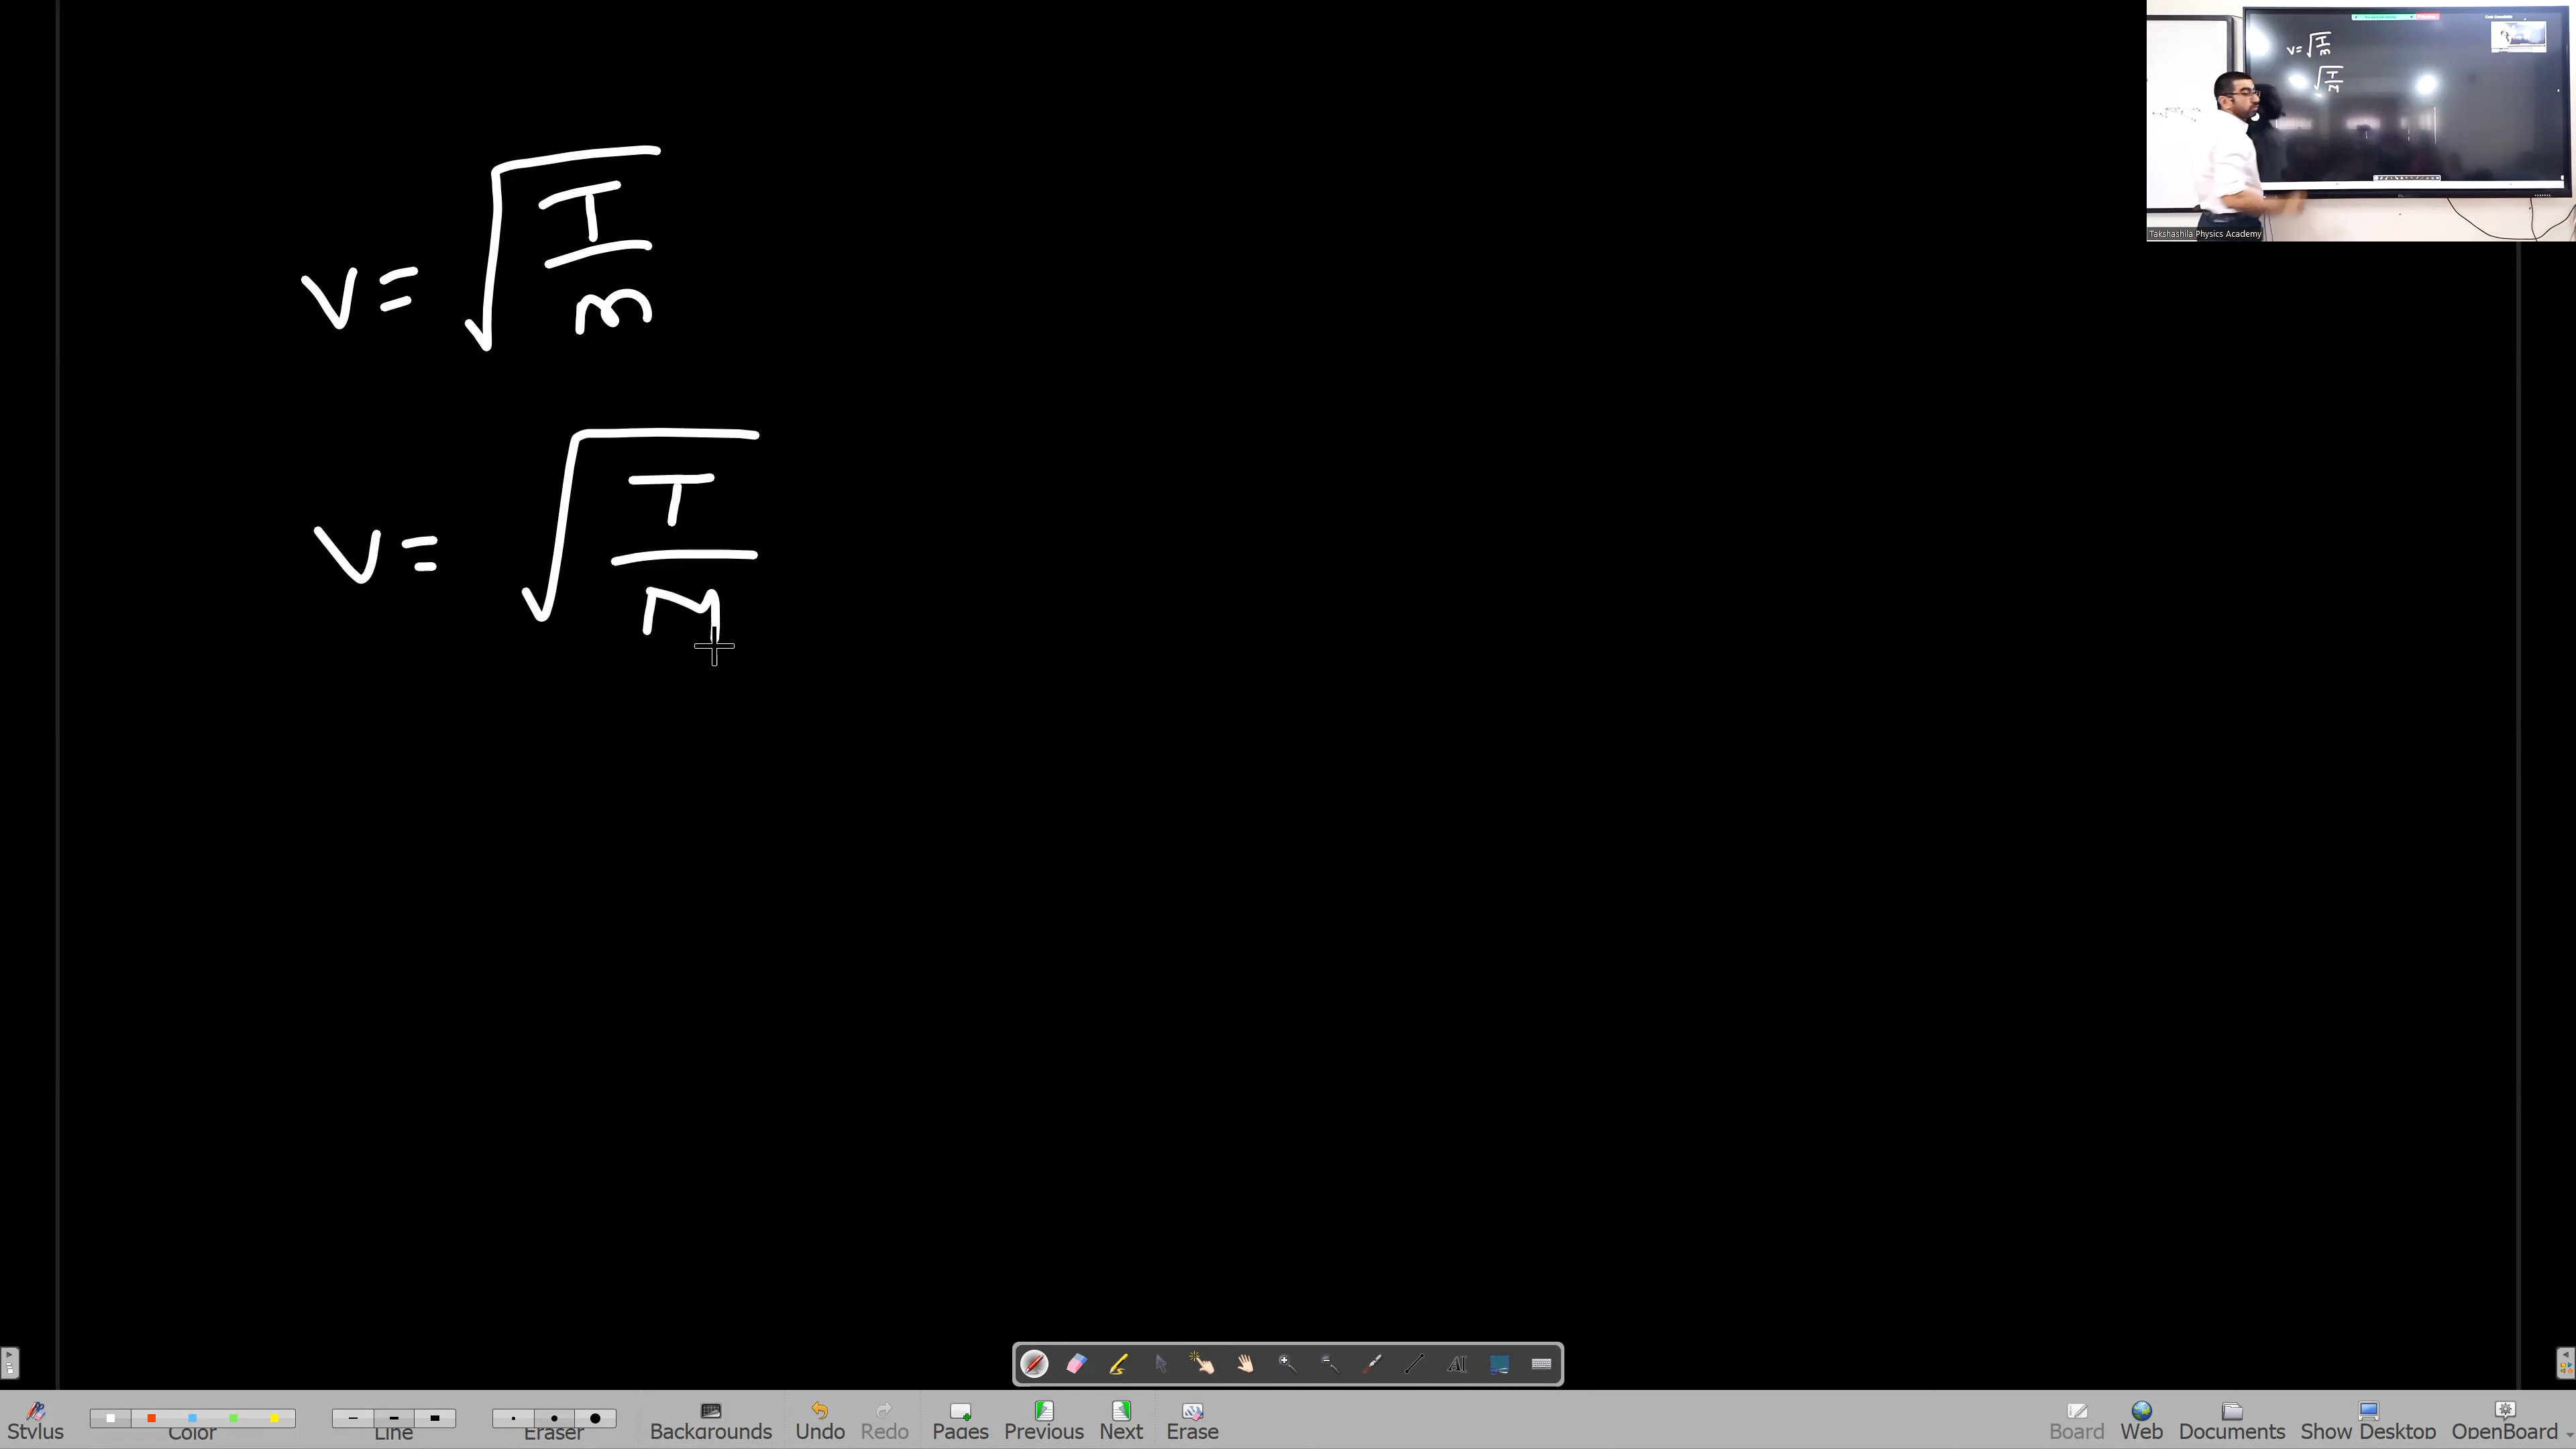 v = √(T/m)
v = √(T/M)
Takshashila Physics Academy
Stylus Color Line Eraser Backgrounds Undo Redo Pages Previous Next Erase Board Web Documents Show Desktop OpenBoard